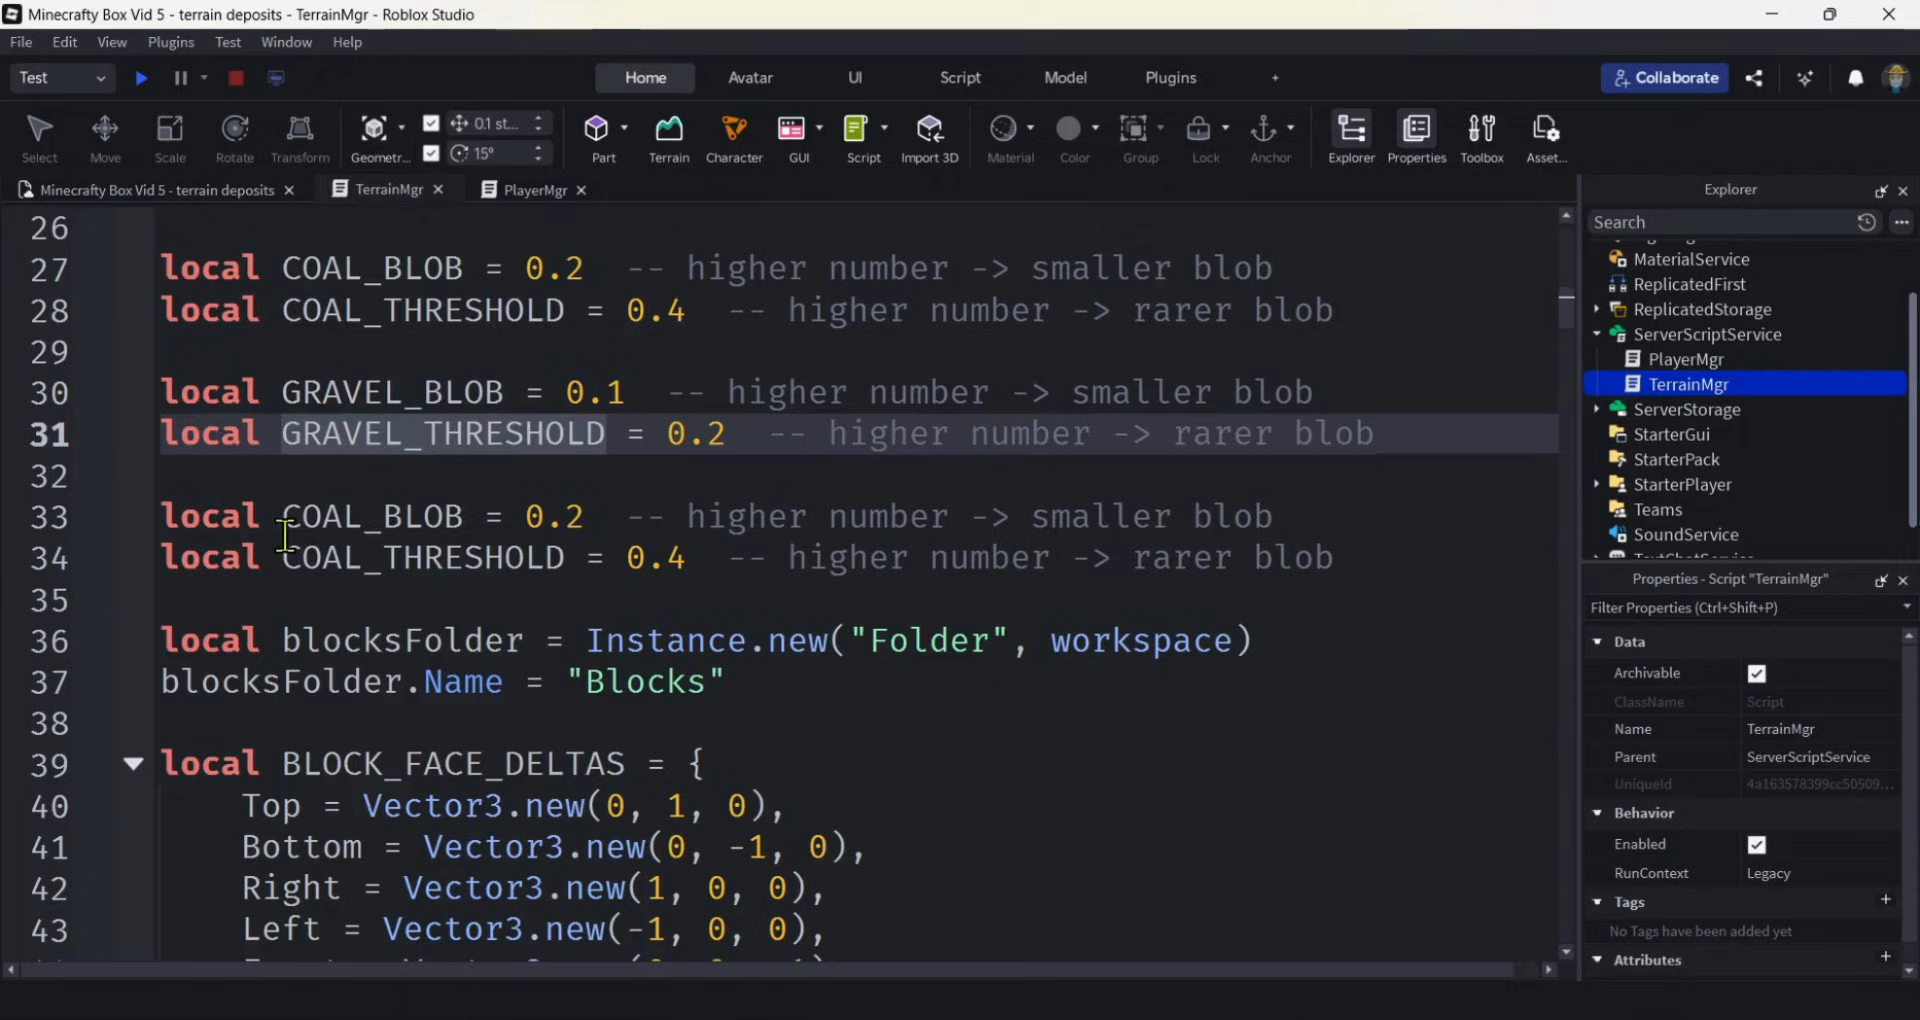 Minecrafty Box Vid 5 - terrain deposits - TerrainMgr - Roblox Studio
File Edit View Plugins Test Window Help
Test Home Avatar UI Script Model Plugins + Collaborate
Select Move Scale Rotate Transform Geometr... 0.1 st... 15° Part Terrain Character GUI Script Import 3D Material Color Group Lock Anchor Explorer Properties Toolbox Asset...
Minecrafty Box Vid 5 - terrain deposits TerrainMgr PlayerMgr
26
27 local COAL_BLOB = 0.2 -- higher number -> smaller blob
28 local COAL_THRESHOLD = 0.4 -- higher number -> rarer blob
29
30 local GRAVEL_BLOB = 0.1 -- higher number -> smaller blob
31 local GRAVEL_THRESHOLD = 0.2 -- higher number -> rarer blob
32
33 local COAL_BLOB = 0.2 -- higher number -> smaller blob
34 local COAL_THRESHOLD = 0.4 -- higher number -> rarer blob
35
36 local blocksFolder = Instance.new("Folder", workspace)
37 blocksFolder.Name = "Blocks"
38
39 local BLOCK_FACE_DELTAS = {
40 Top = Vector3.new(0, 1, 0),
41 Bottom = Vector3.new(0, -1, 0),
42 Right = Vector3.new(1, 0, 0),
43 Left = Vector3.new(-1, 0, 0),
Explorer
Search
MaterialService
ReplicatedFirst
ReplicatedStorage
ServerScriptService
PlayerMgr
TerrainMgr
ServerStorage
StarterGui
StarterPack
StarterPlayer
Teams
SoundService
Properties - Script "TerrainMgr"
Filter Properties (Ctrl+Shift+P)
Data
Archivable
ClassName Script
Name TerrainMgr
Parent ServerScriptService
UniqueId 4a163578399cc50509...
Behavior
Enabled
RunContext Legacy
Tags +
No Tags have been added yet
Attributes +